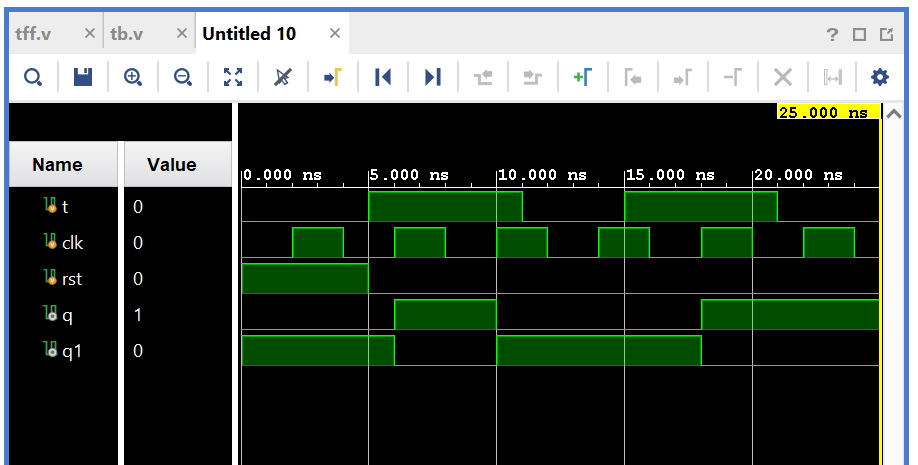 tff.v × tb.v × Untitled 10 × ?
25.000 ns
Name Value
0.000 ns 5.000 ns 10.000 ns 15.000 ns 20.000 ns
t 0
clk 0
rst 0
q 1
q1 0